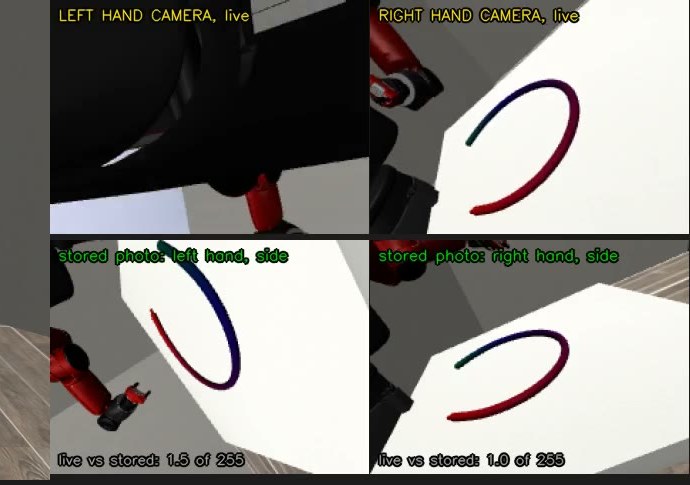 LEFT HAND CAMERA, live
RIGHT HAND CAMERA, live
stored photo: left hand, side
stored photo: right hand, side
live vs stored: 1.5 of 255
live vs stored: 1.0 of 255